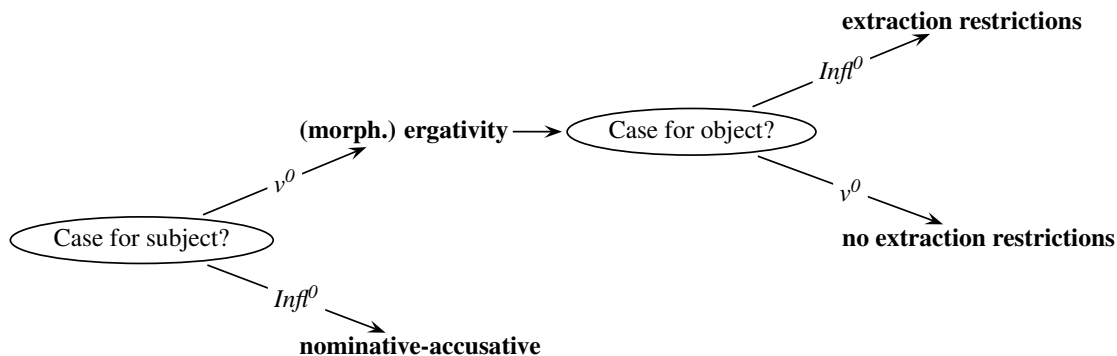 extraction restrictions
Infl⁰
(morph.) ergativity
Case for object?
v⁰
v⁰
Case for subject?
no extraction restrictions
Infl⁰
nominative-accusative